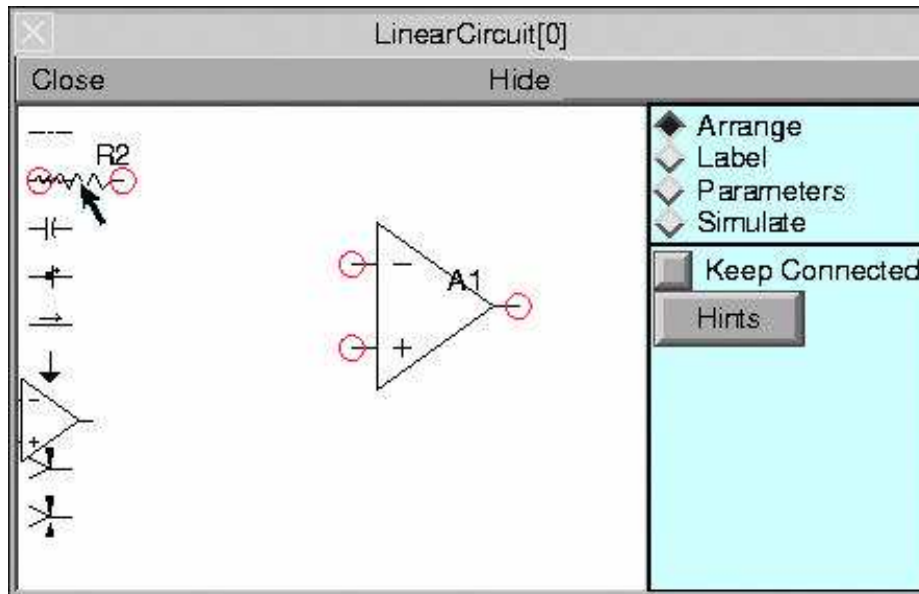 LinearCircuit[0]
Close Hide
Arrange
Label
Parameters
Simulate
Keep Connected
Hints
R2
A1
−
+
−
+